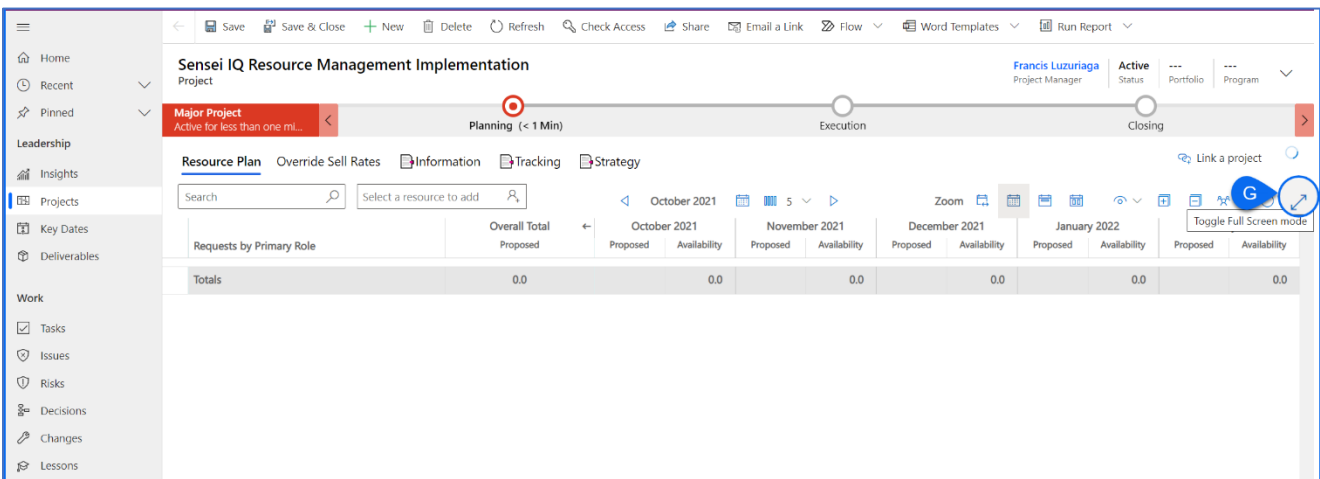 Save
Save & Close
New
Delete
Refresh
Check Access
Share
Email a Link
Flow
Word Templates
Run Report
Home
Recent
Pinned
Leadership
Insights
Projects
Key Dates
Deliverables
Work
Tasks
Issues
Risks
Decisions
Changes
Lessons
Sensei IQ Resource Management Implementation
Project
Francis Luzuriaga
Project Manager
Active
Status
---
Portfolio
---
Program
Major Project
Active for less than one mi...
Planning (< 1 Min)
Execution
Closing
Resource Plan
Override Sell Rates
Information
Tracking
Strategy
Link a project
Search
Select a resource to add
October 2021
5
Zoom
G
Toggle Full Screen mode
Requests by Primary Role
Overall Total
Proposed
October 2021
Proposed Availability
November 2021
Proposed Availability
December 2021
Proposed Availability
January 2022
Proposed Availability
Proposed Availability
Totals 0.0 0.0 0.0 0.0 0.0 0.0